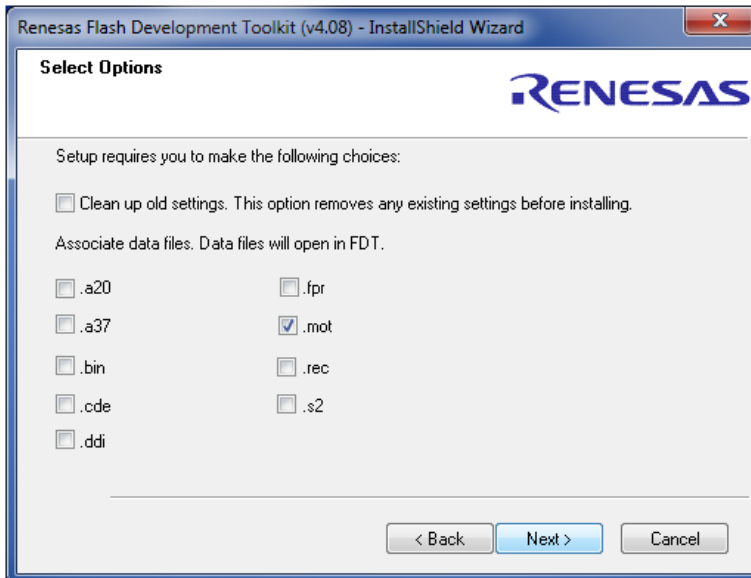 Renesas Flash Development Toolkit (v4.08) - InstallShield Wizard
X
Select Options
RENESAS
Setup requires you to make the following choices:
Clean up old settings. This option removes any existing settings before installing.
Associate data files. Data files will open in FDT.
.a20 .fpr
.a37 .mot
.bin .rec
.cde .s2
.ddi
< Back Next > Cancel